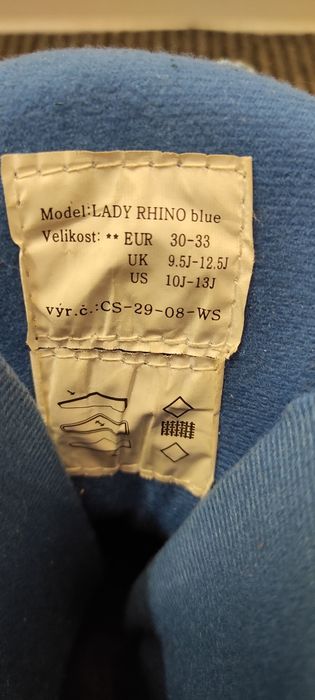 Model:LADY RHINO blue
Velikost: ** EUR 30-33
UK 9.5J-12.5J
US 10J-13J
výr.č.:CS-29-08-WS